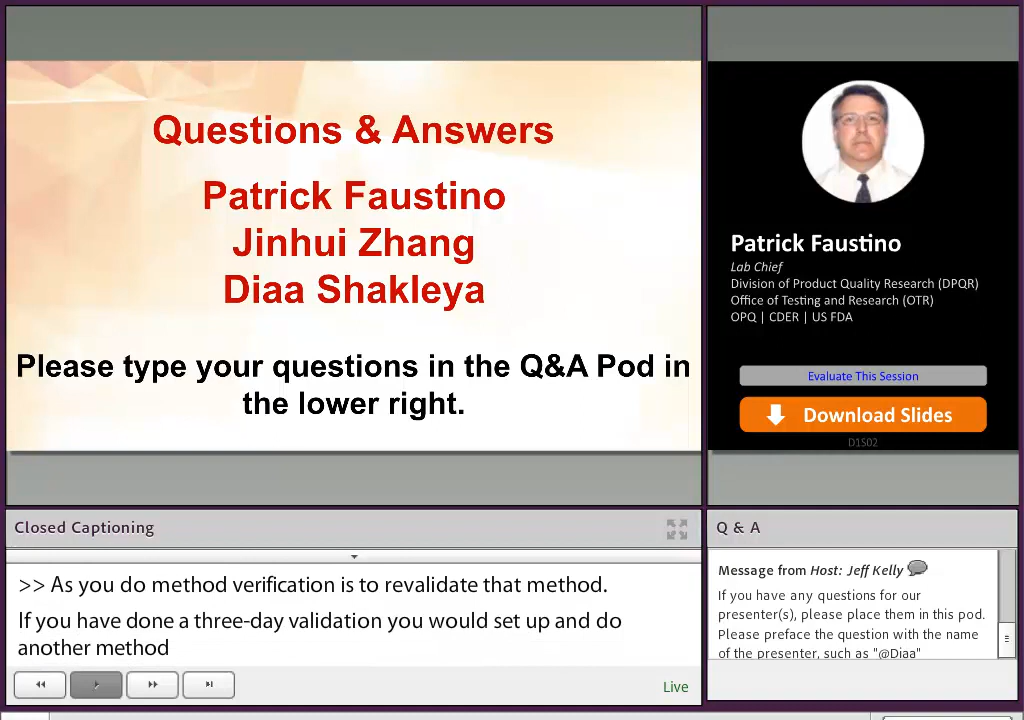 Questions & Answers
Patrick Faustino
Jinhui Zhang
Diaa Shakleya
Please type your questions in the Q&A Pod in
the lower right.
Patrick Faustino
Lab Chief
Division of Product Quality Research (DPQR)
Office of Testing and Research (OTR)
OPQ | CDER | US FDA
Evaluate This Session
Download Slides
D1S02
Closed Captioning
>> As you do method verification is to revalidate that method.
If you have done a three-day validation you would set up and do
another method
Live
Q & A
Message from Host: Jeff Kelly
If you have any questions for our
presenter(s), please place them in this pod.
Please preface the question with the name
of the presenter, such as "@Diaa"